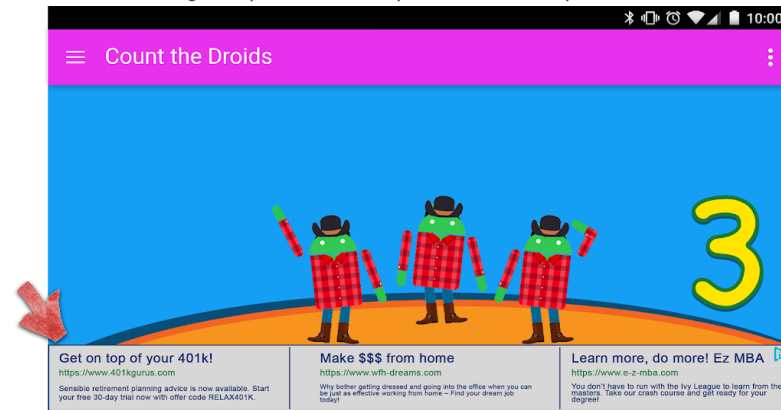 10:00
Count the Droids
3
Get on top of your 401k!
https://www.401kgurus.com
Sensible retirement planning advice is now available. Start
your free 30-day trial now with offer code RELAX401K.
Make $$$ from home
https://www.wfh-dreams.com
Why bother getting dressed and going into the office when you can
be just as effective working from home – Find your dream job
today!
Learn more, do more! Ez MBA
https://www.e-z-mba.com
You don't have to run with the Ivy League to learn from the
masters. Take our crash course and get ready for your
degree!